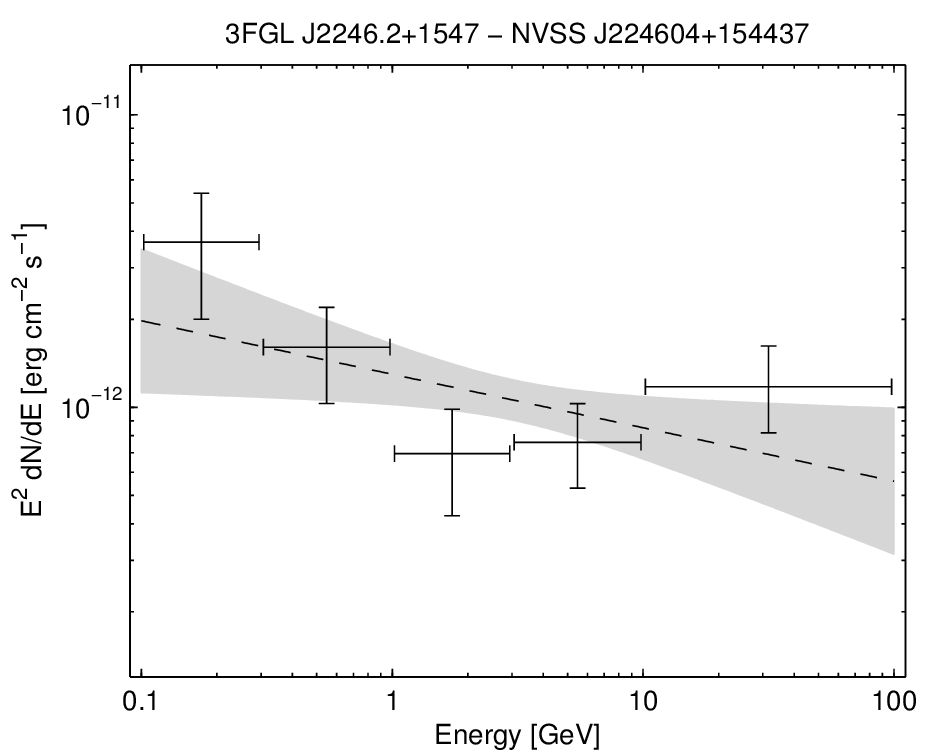 3FGL J2246.2+1547 − NVSS J224604+154437
10⁻¹¹
10⁻¹²
E² dN/dE [erg cm⁻² s⁻¹]
0.1 1 10 100
Energy [GeV]